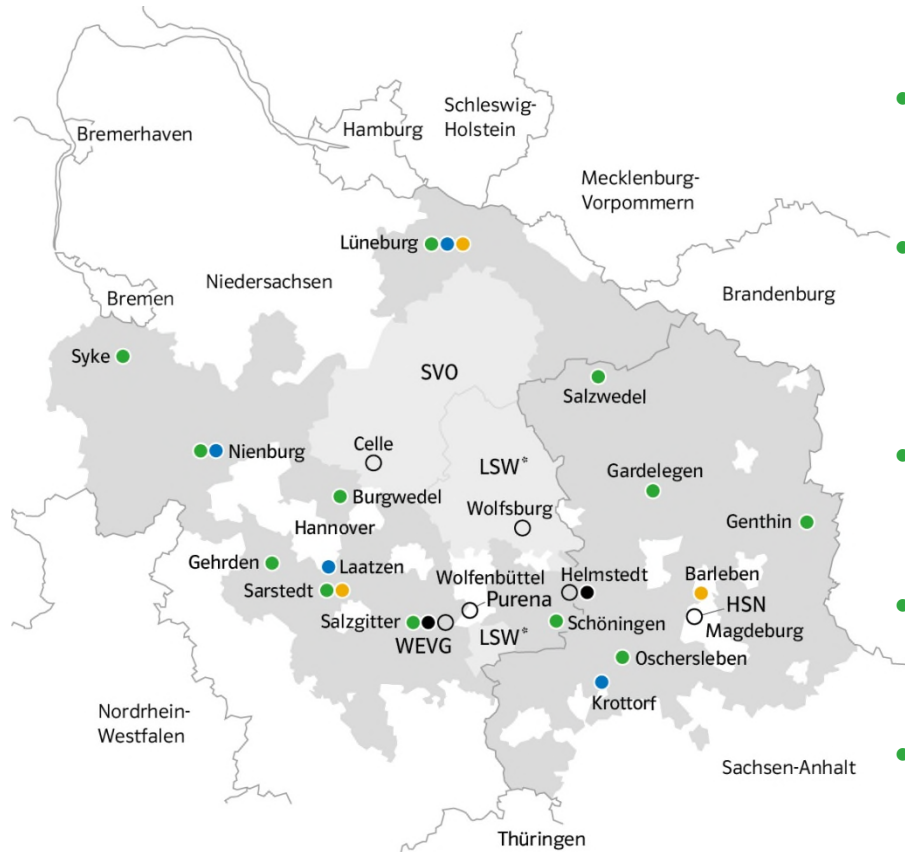 Schleswig-
Holstein
Hamburg
Bremerhaven
Mecklenburg-
Vorpommern
Lüneburg
Niedersachsen
Brandenburg
Bremen
Syke
SVO
Salzwedel
Celle
Nienburg
LSW*
Gardelegen
Burgwedel
Wolfsburg
Genthin
Hannover
Gehrden
Laatzen
Wolfenbüttel
Helmstedt
Barleben
Sarstedt
Purena
HSN
Salzgitter
Schöningen
Magdeburg
WEVG
LSW*
Oschersleben
Krottorf
Nordrhein-
Westfalen
Sachsen-Anhalt
Thüringen